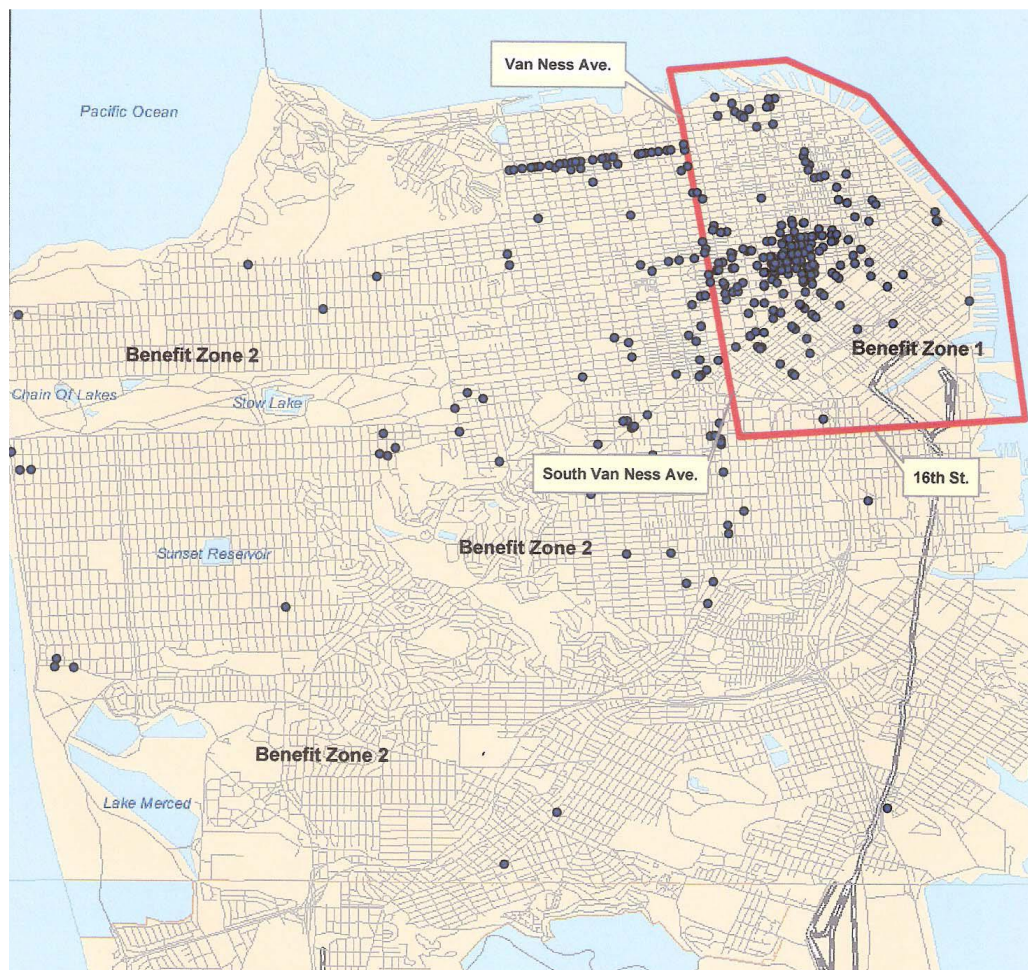 Van Ness Ave.
Pacific Ocean
Benefit Zone 2
Benefit Zone 1
Chain Of Lakes
Stow Lake
South Van Ness Ave.
16th St.
Sunset Reservoir
Benefit Zone 2
Benefit Zone 2
Lake Merced